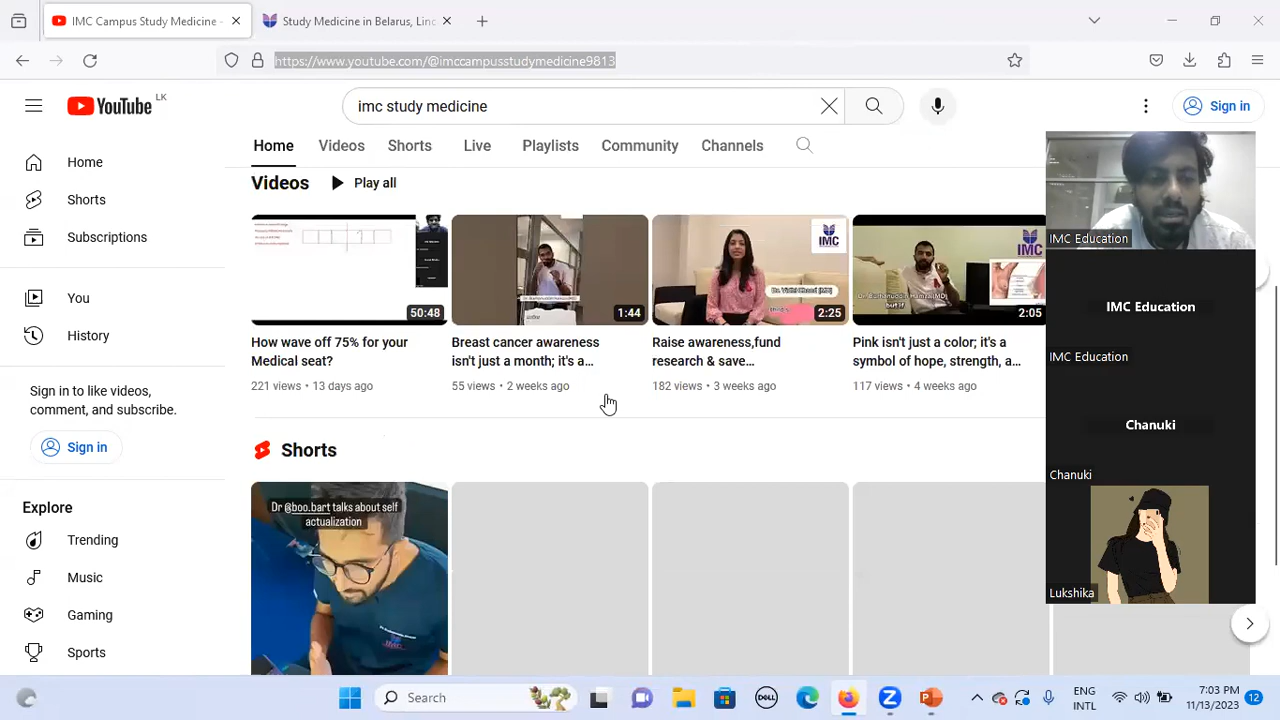 IMC Campus Study Medicine -
Study Medicine in Belarus, Linc
https://www.youtube.com/@imccampusstudymedicine9813
YouTube LK
imc study medicine
Sign in
Home
Videos
Shorts
Live
Playlists
Community
Channels
Home
Shorts
Subscriptions
You
History
Sign in to like videos,
comment, and subscribe.
Sign in
Explore
Trending
Music
Gaming
Sports
Videos
Play all
50:48
How wave off 75% for your
Medical seat?
221 views • 13 days ago
1:44
Breast cancer awareness
isn't just a month; it's a...
55 views • 2 weeks ago
IMC
2:25
Raise awareness,fund
research & save...
182 views • 3 weeks ago
IMC
2:05
Pink isn't just a color; it's a
symbol of hope, strength, a...
117 views • 4 weeks ago
Shorts
Dr @boo.bart talks about self
actualization
IMC
IMC Education
IMC Education
IMC Education
Chanuki
Chanuki
Lukshika
Search
DELL
ENG
INTL
7:03 PM
11/13/2023
12